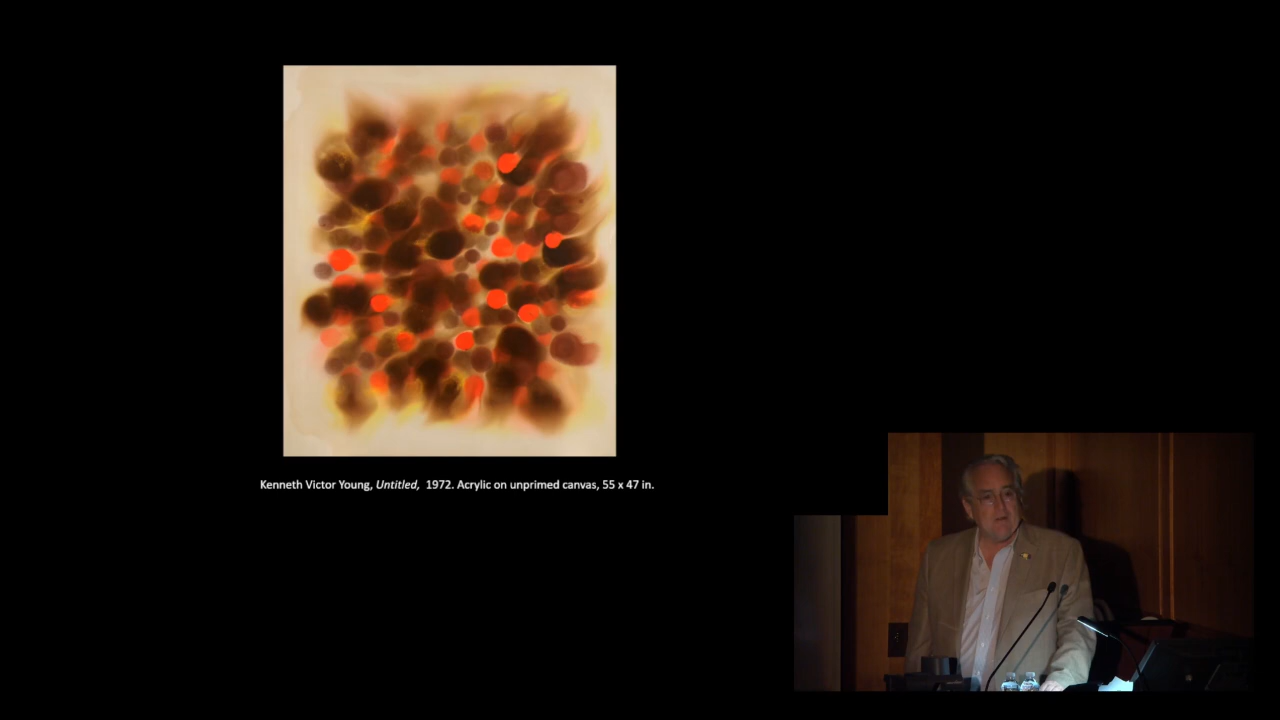 Kenneth Victor Young, Untitled, 1972. Acrylic on unprimed canvas, 55 x 47 in.